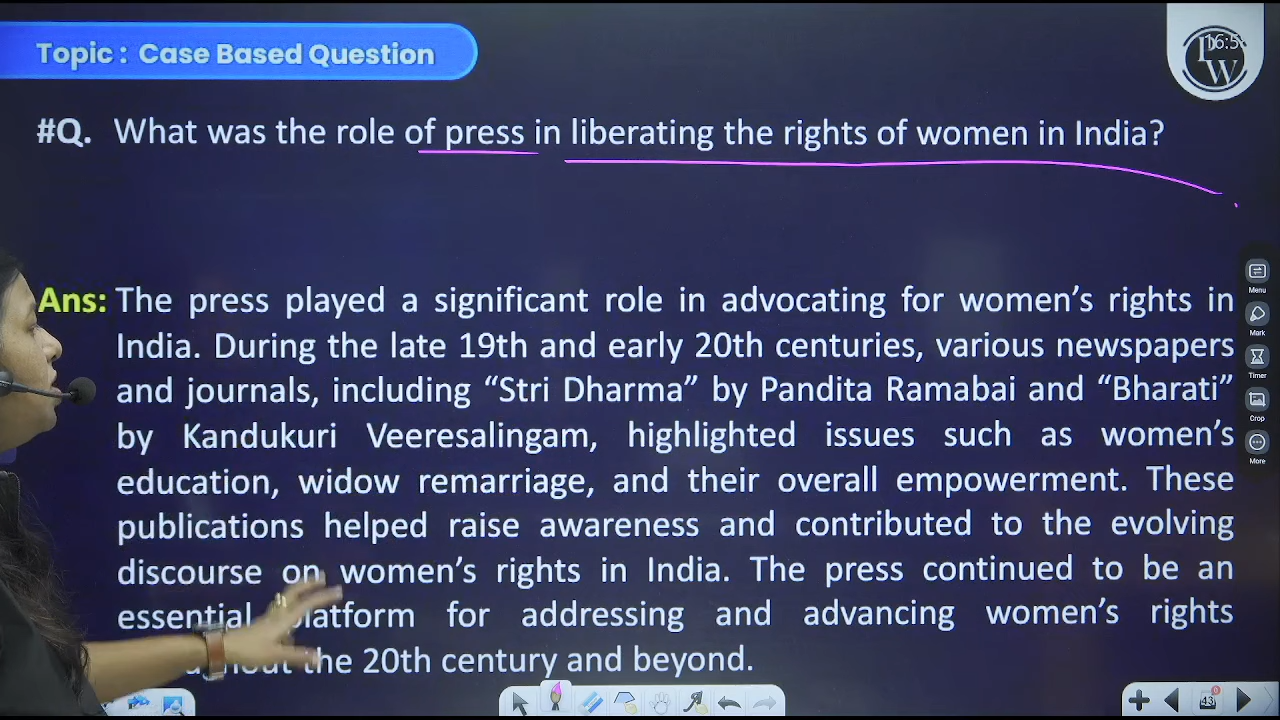 Topic : Case Based Question
16:5
PW
#Q. What was the role of press in liberating the rights of women in India?
Ans: The press played a significant role in advocating for women’s rights in
India. During the late 19th and early 20th centuries, various newspapers
and journals, including “Stri Dharma” by Pandita Ramabai and “Bharati”
by Kandukuri Veeresalingam, highlighted issues such as women’s
education, widow remarriage, and their overall empowerment. These
publications helped raise awareness and contributed to the evolving
discourse on women’s rights in India. The press continued to be an
essential platform for addressing and advancing women’s rights
the 20th century and beyond.
Menu
Mark
Timer
Crop
More
43